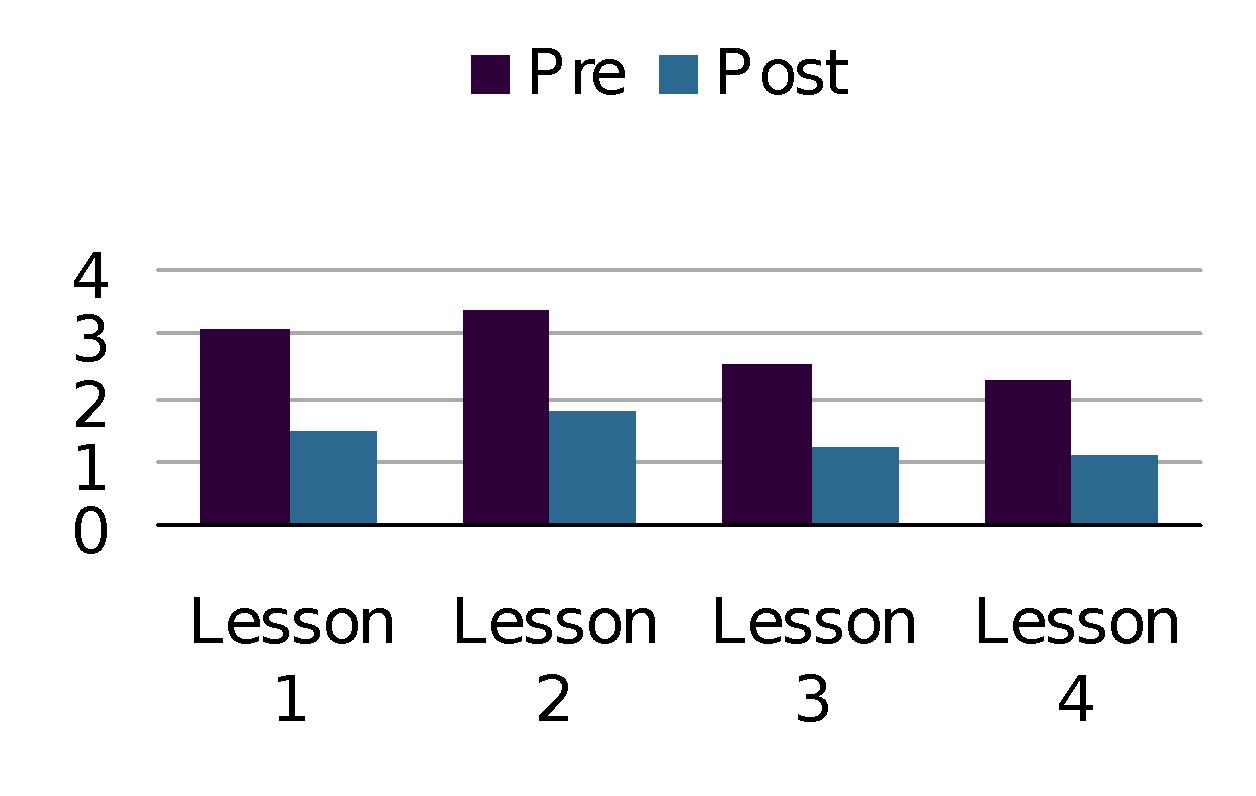 Pre Post
4
3
2
1
0
Lesson 1
Lesson 2
Lesson 3
Lesson 4